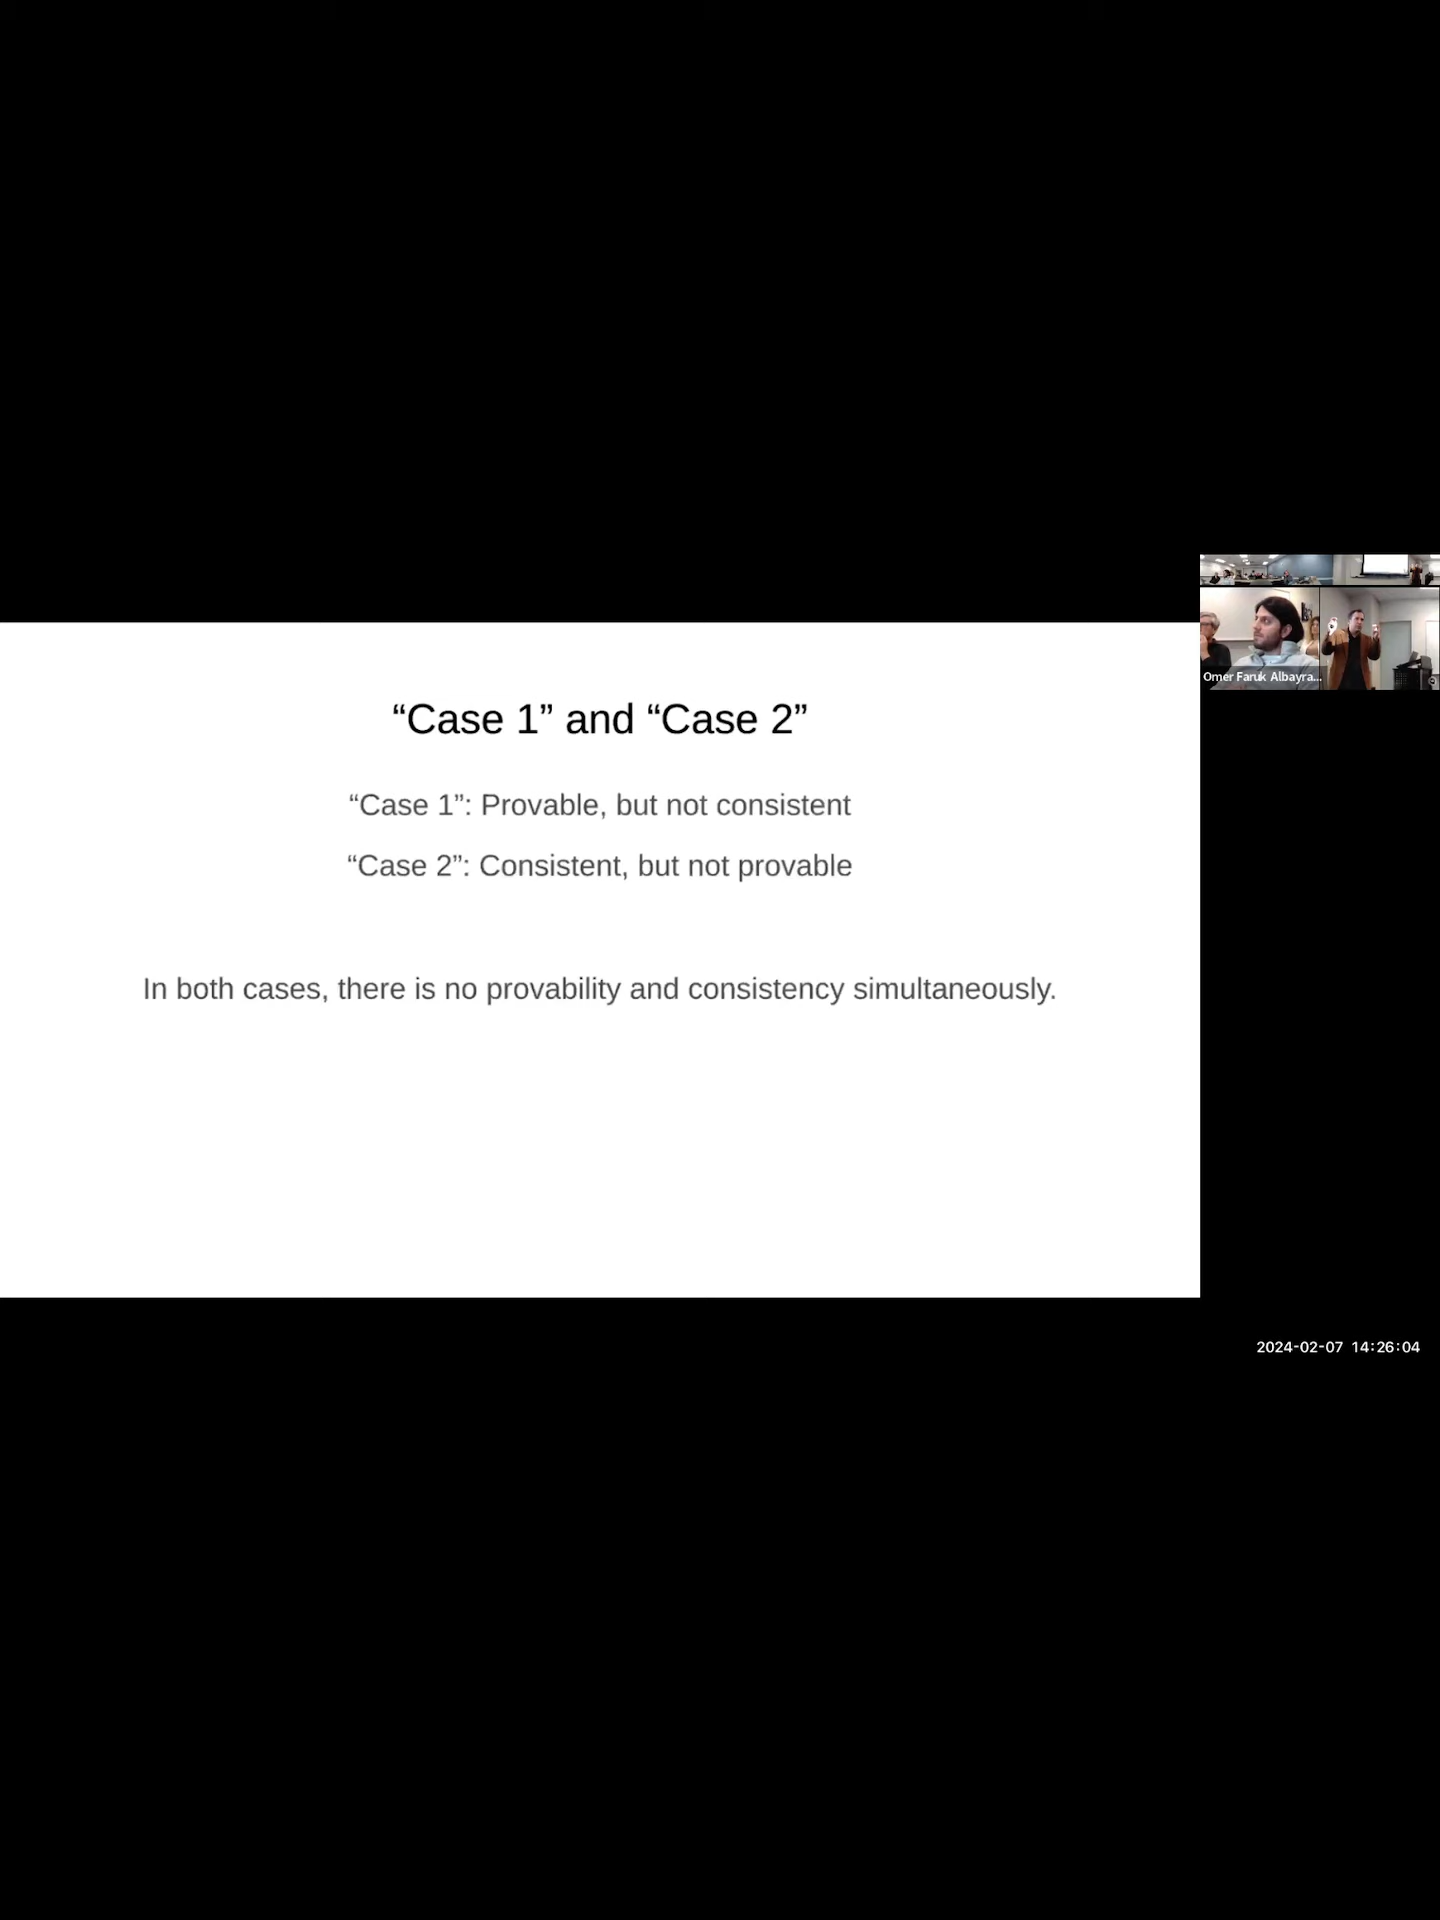 “Case 1” and “Case 2”
“Case 1”: Provable, but not consistent
“Case 2”: Consistent, but not provable
In both cases, there is no provability and consistency simultaneously.
Omer Faruk Albayra...
2024-02-07 14:26:04